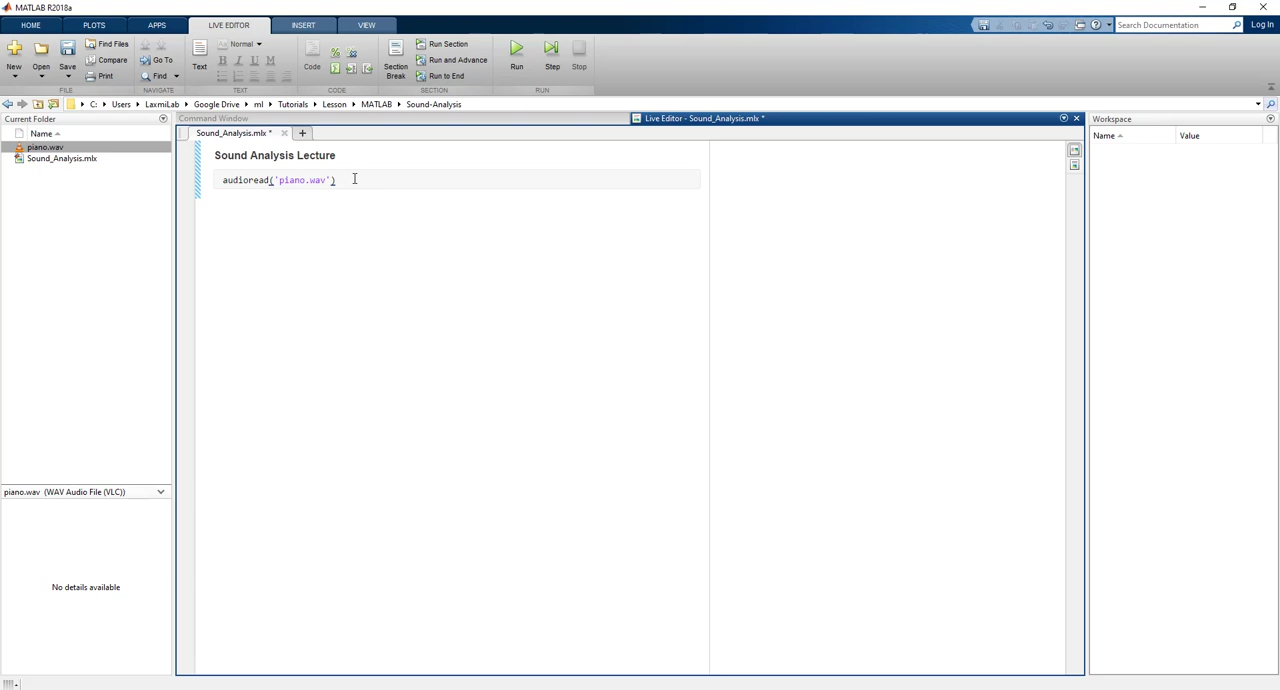 MATLAB R2018a
HOME PLOTS APPS LIVE EDITOR INSERT VIEW Search Documentation Log In
New Open Save Find Files Compare Print Go To Find Text Normal B I U M Code Section Break Run Section Run and Advance Run to End Run Step Stop
FILE NAVIGATE TEXT CODE SECTION RUN
C: Users LaxmiLab Google Drive ml Tutorials Lesson MATLAB Sound-Analysis
Current Folder
Command Window
Live Editor - Sound_Analysis.mlx *
Workspace
Name
piano.wav
Sound_Analysis.mlx
Sound_Analysis.mlx * +
Name Value
Sound Analysis Lecture
audioread('piano.wav')
piano.wav (WAV Audio File (VLC))
No details available